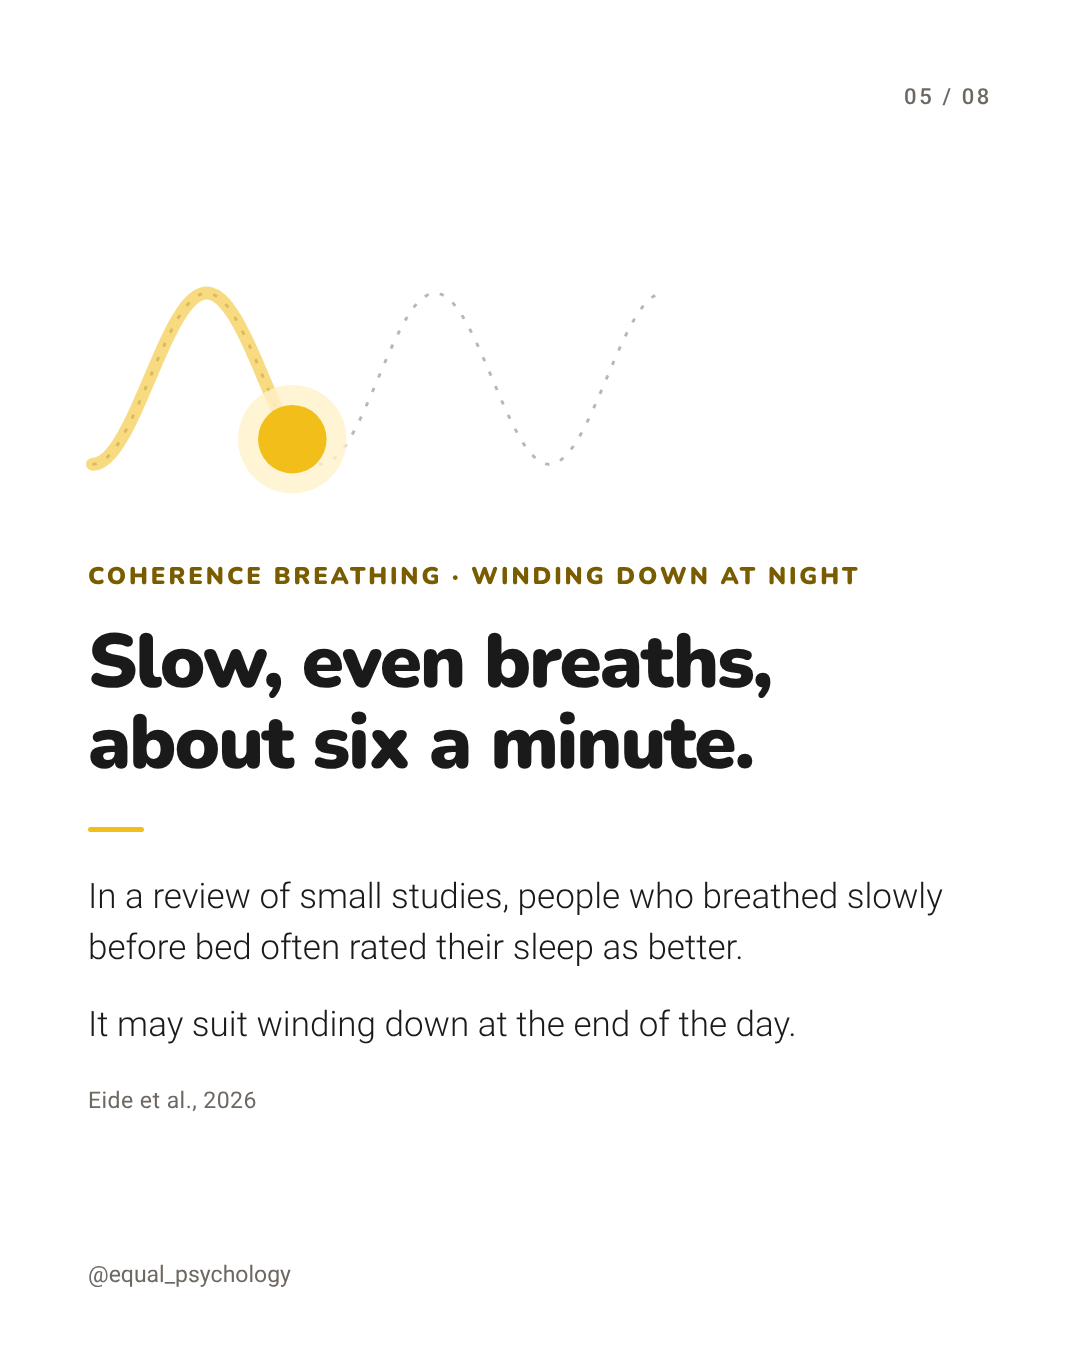 05 / 08
COHERENCE BREATHING · WINDING DOWN AT NIGHT
Slow, even breaths,
about six a minute.
In a review of small studies, people who breathed slowly
before bed often rated their sleep as better.
It may suit winding down at the end of the day.
Eide et al., 2026
@equal_psychology